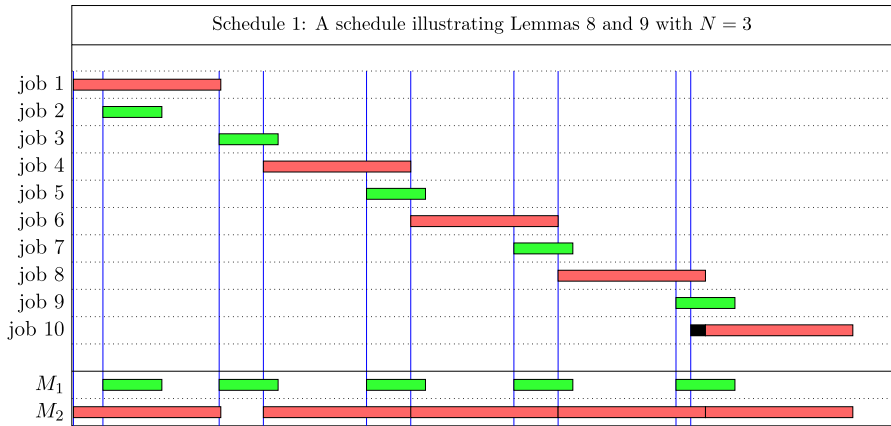 Schedule 1: A schedule illustrating Lemmas 8 and 9 with N = 3
job 1
job 2
job 3
job 4
job 5
job 6
job 7
job 8
job 9
job 10
M₁
M₂